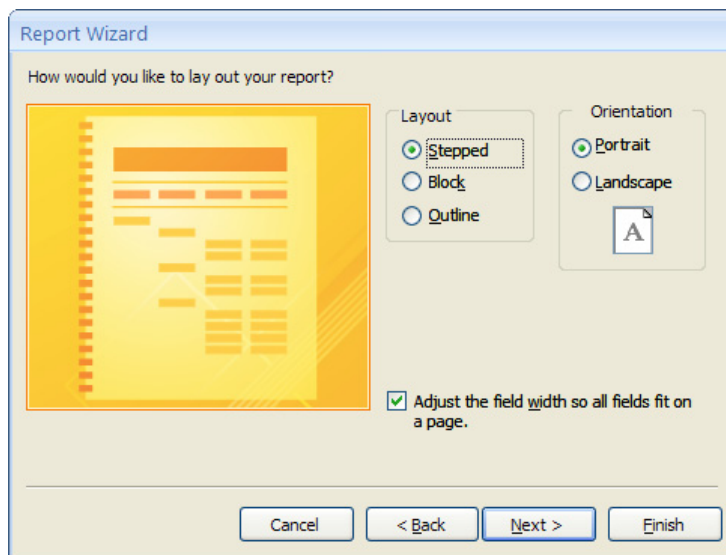 Report Wizard
How would you like to lay out your report?
Layout
Stepped
Block
Outline
Orientation
Portrait
Landscape
A
Adjust the field width so all fields fit on
a page.
Cancel
< Back
Next >
Finish